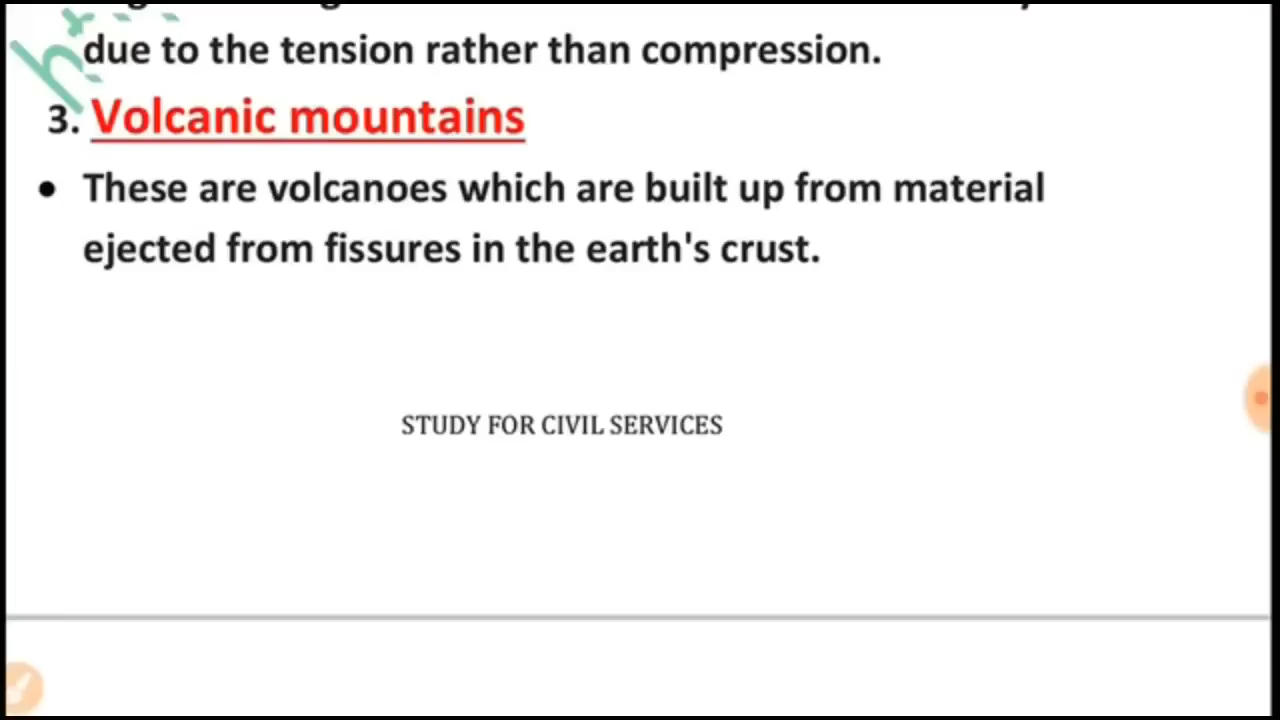 due to the tension rather than compression.
3. Volcanic mountains
• These are volcanoes which are built up from material
ejected from fissures in the earth's crust.
STUDY FOR CIVIL SERVICES